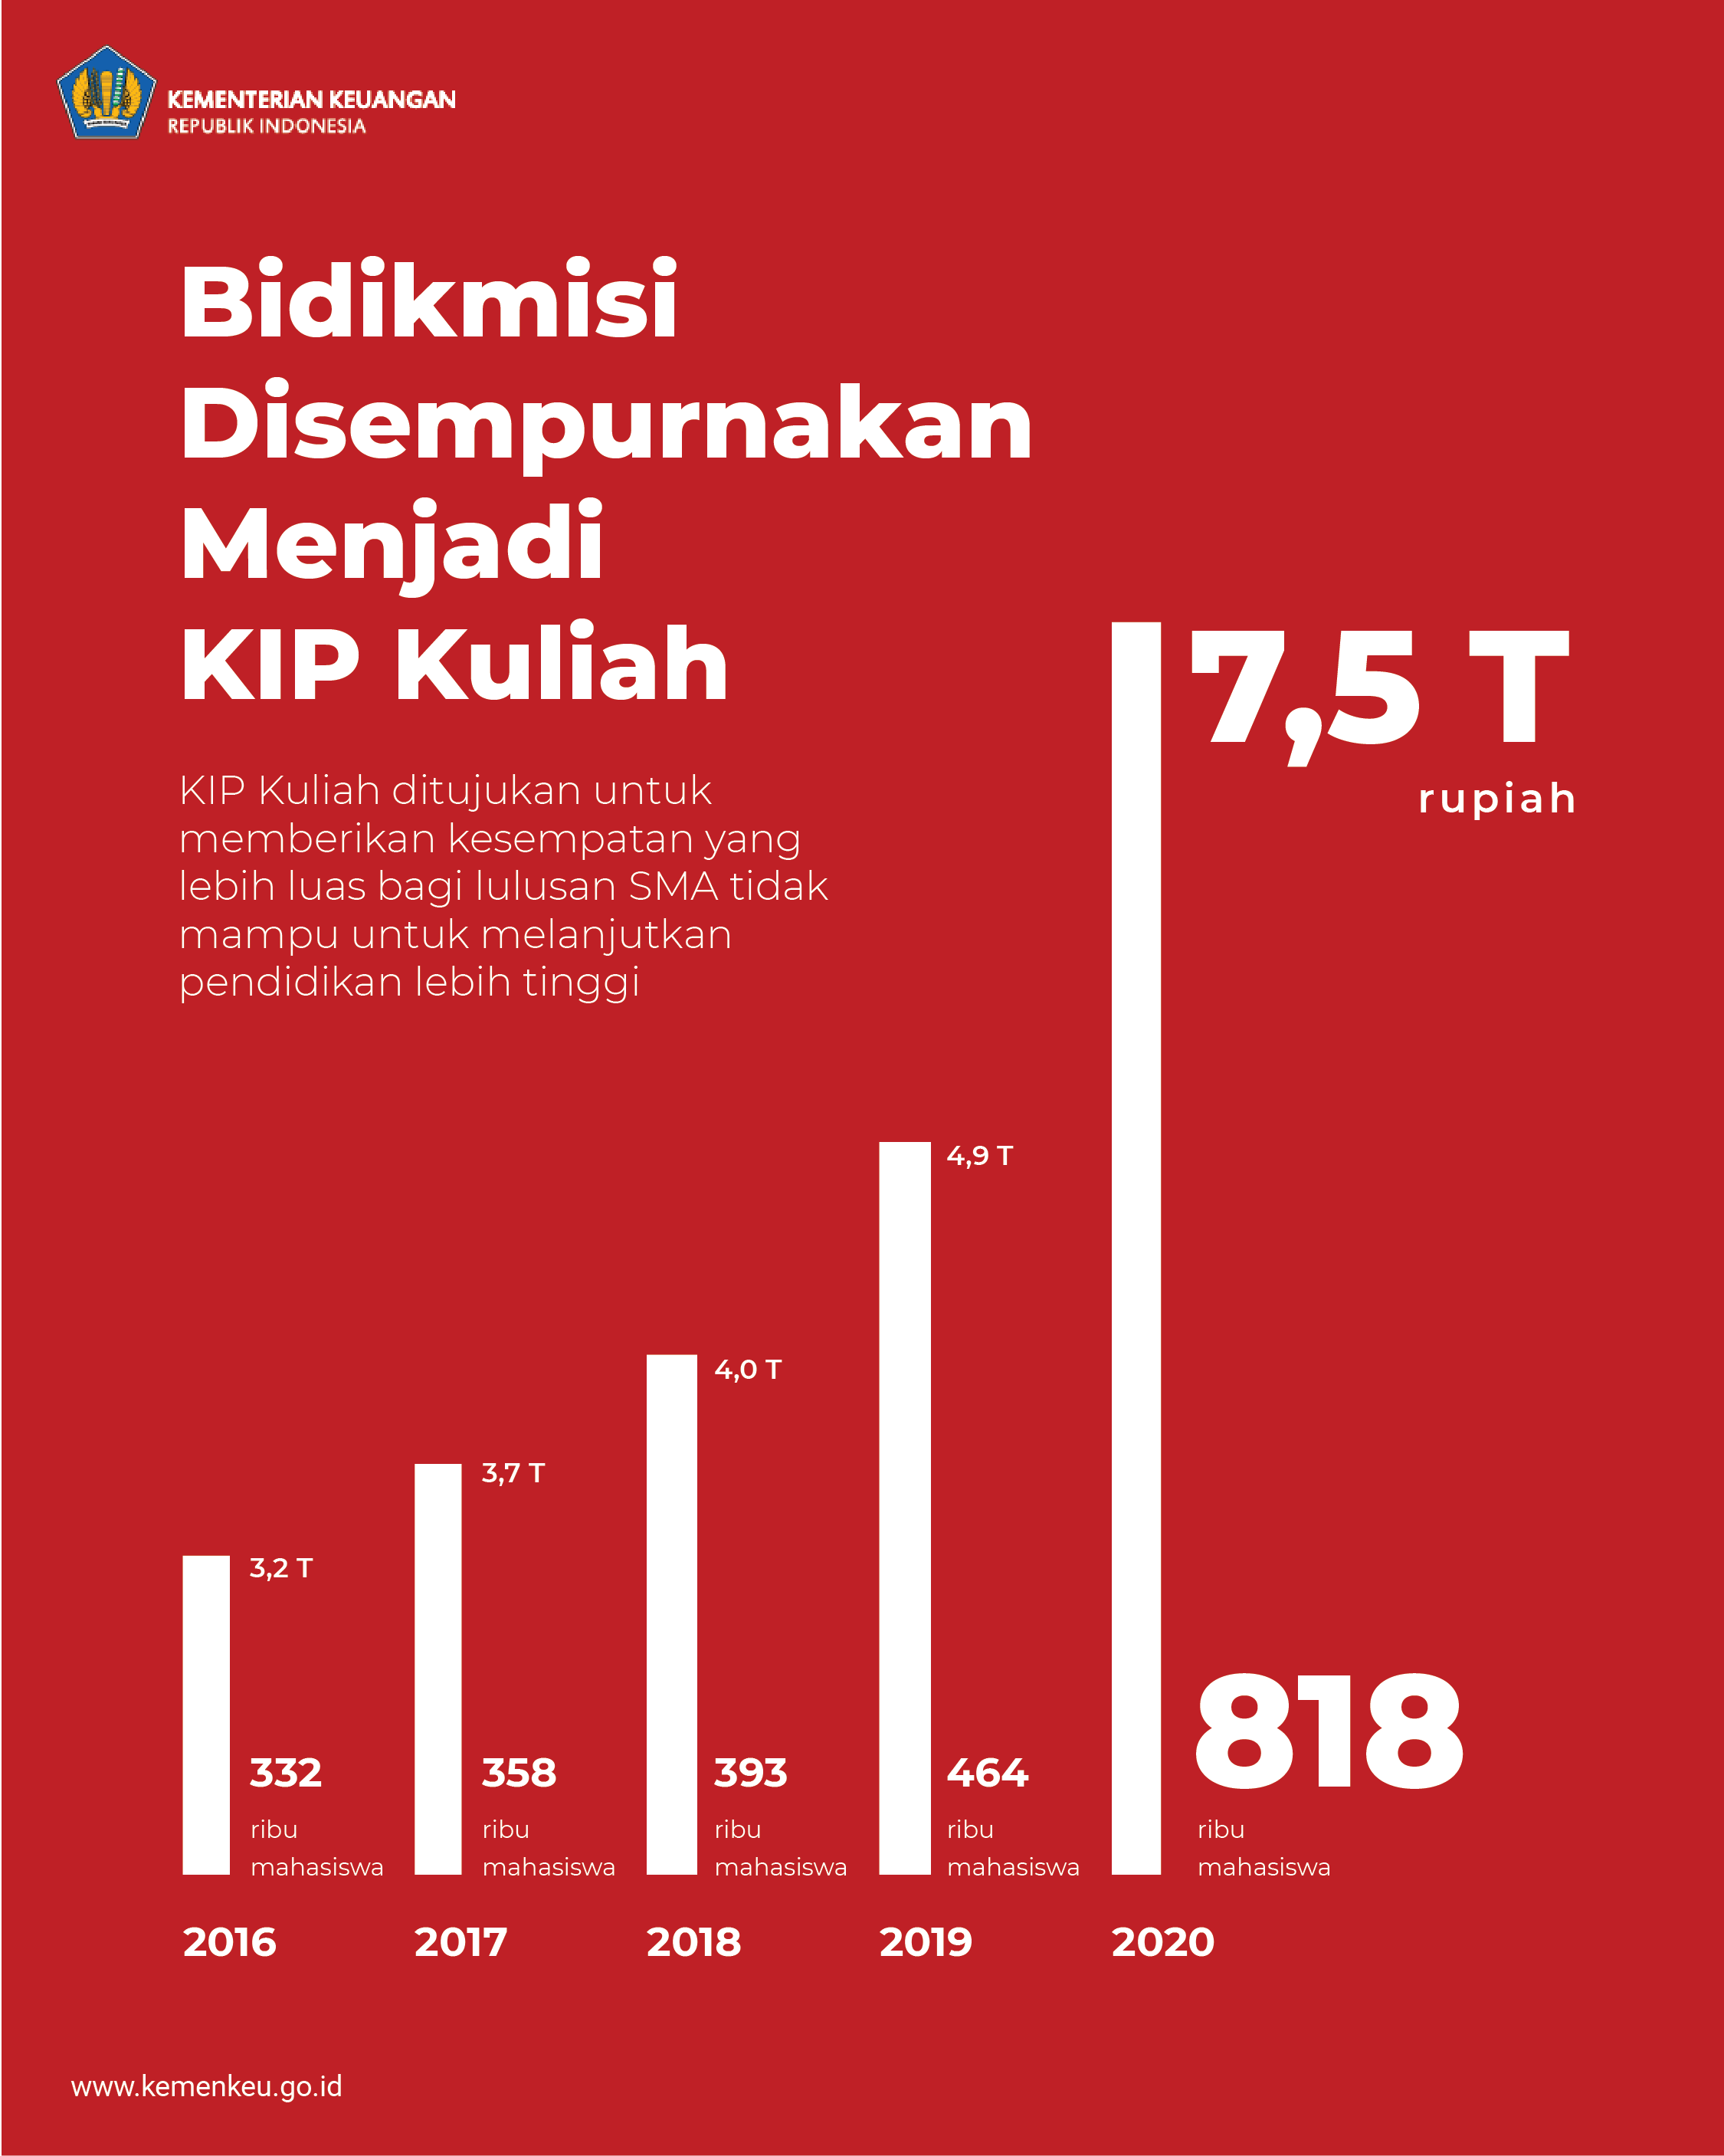 KEMENTERIAN KEUANGAN
REPUBLIK INDONESIA
Bidikmisi
Disempurnakan
Menjadi
KIP Kuliah
KIP Kuliah ditujukan untuk
memberikan kesempatan yang
lebih luas bagi lulusan SMA tidak
mampu untuk melanjutkan
pendidikan lebih tinggi
7,5 T
rupiah
4,9 T
4,0 T
3,7 T
3,2 T
332
ribu
mahasiswa
358
ribu
mahasiswa
393
ribu
mahasiswa
464
ribu
mahasiswa
818
ribu
mahasiswa
2016
2017
2018
2019
2020
www.kemenkeu.go.id